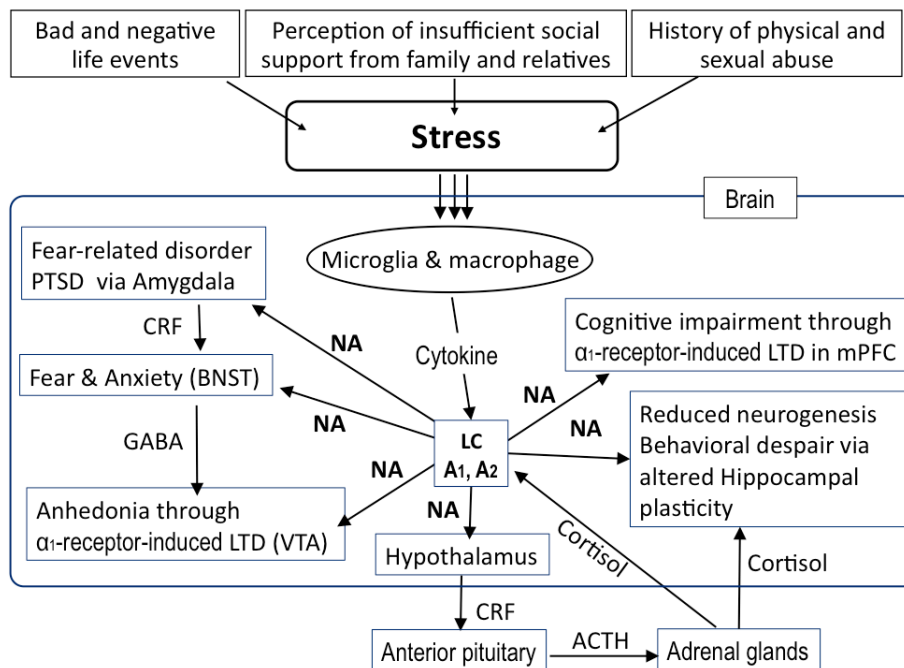 Bad and negative
life events
Perception of insufficient social
support from family and relatives
History of physical and
sexual abuse
Stress
Brain
Fear-related disorder
PTSD via Amygdala
Microglia & macrophage
CRF
NA
Cytokine
Cognitive impairment through
α1-receptor-induced LTD in mPFC
Fear & Anxiety (BNST)
NA
NA
GABA
LC
A1, A2
NA
Reduced neurogenesis
Behavioral despair via
altered Hippocampal
plasticity
NA
Anhedonia through
α1-receptor-induced LTD (VTA)
NA
Hypothalamus
Cortisol
Cortisol
CRF
Anterior pituitary
ACTH
Adrenal glands